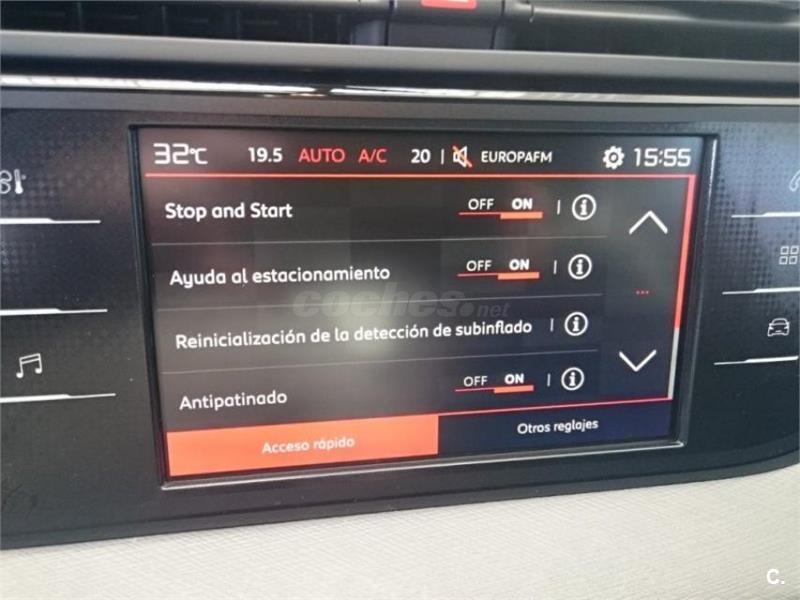 32°C 19.5 AUTO A/C 20 EUROPAFM 15:55
Stop and Start OFF ON
Ayuda al estacionamiento OFF ON
coches.net
Reinicialización de la detección de subinflado
Antipatinado OFF ON
Acceso rápido Otros reglajes
C.